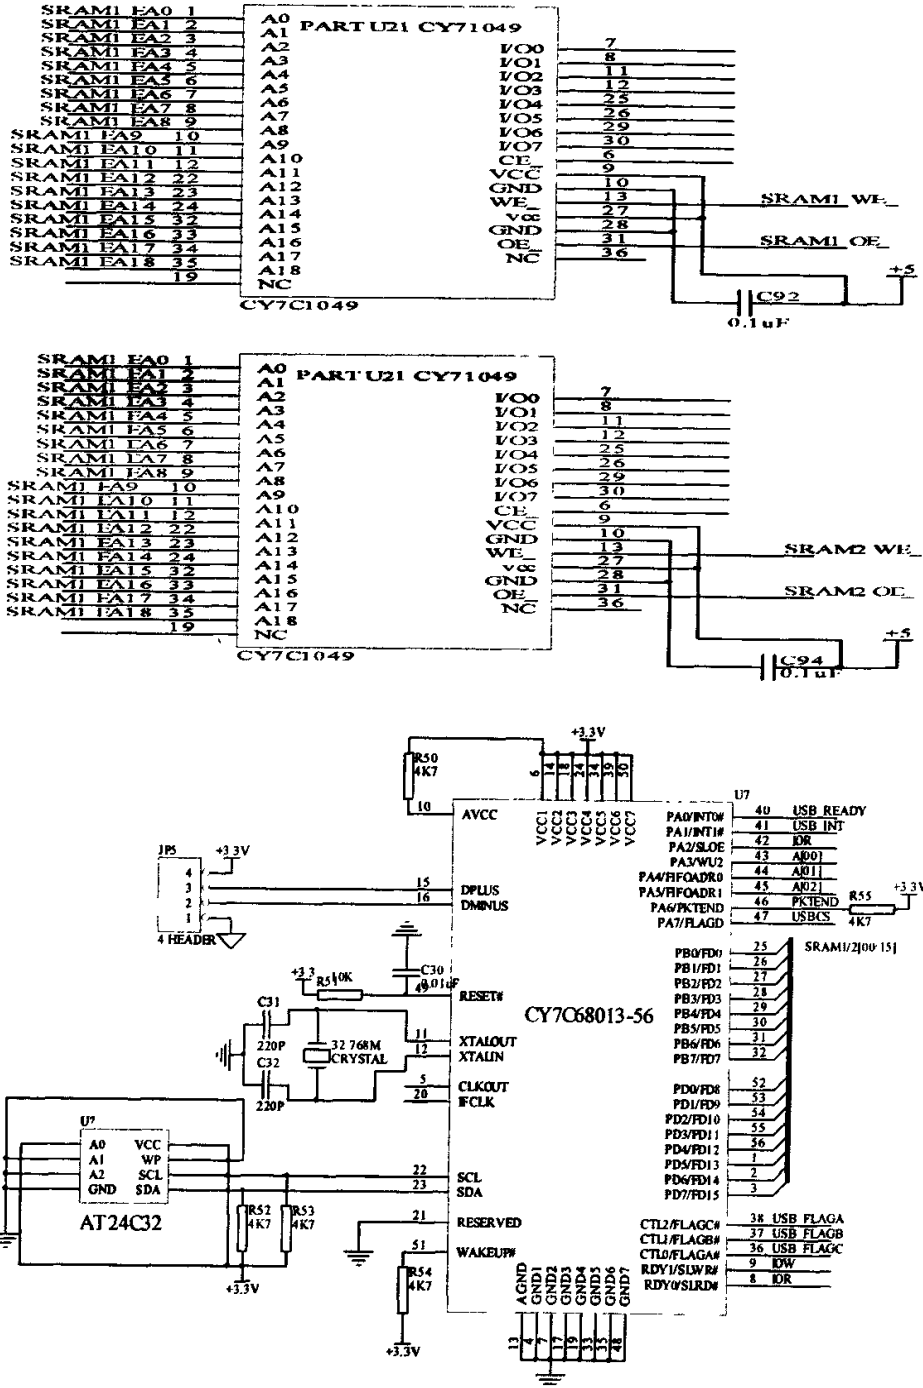 SRAM1 EA0 1 A0 PART U21 CY71049
SRAM1 EA1 2 A1
SRAM1 EA2 3 A2 I/O0 7
SRAM1 EA3 4 A3 I/O1 8
SRAM1 EA4 5 A4 I/O2 11
SRAM1 EA5 6 A5 I/O3 12
SRAM1 EA6 7 A6 I/O4 25
SRAM1 EA7 8 A7 I/O5 26
SRAM1 EA8 9 A8 I/O6 29
SRAM1 EA9 10 A9 I/O7 30
SRAM1 EA10 11 A10 CE_ 6
SRAM1 EA11 12 A11 VCC 9
SRAM1 EA12 22 A12 GND 10
SRAM1 EA13 23 A13 WE_ 13 SRAM1 WE_
SRAM1 EA14 24 A14 vcc 27
SRAM1 EA15 32 A15 GND 28
SRAM1 EA16 33 A16 OE_ 31 SRAM1 OE_
SRAM1 EA17 34 A17 NC 36
SRAM1 EA18 35 A18
19 NC
+5
C92
0.1uF
CY7C1049
SRAM1 EA0 1 A0 PART U21 CY71049
SRAM1 EA1 2 A1
SRAM1 EA2 3 A2 I/O0 7
SRAM1 EA3 4 A3 I/O1 8
SRAM1 EA4 5 A4 I/O2 11
SRAM1 EA5 6 A5 I/O3 12
SRAM1 EA6 7 A6 I/O4 25
SRAM1 EA7 8 A7 I/O5 26
SRAM1 EA8 9 A8 I/O6 29
SRAM1 EA9 10 A9 I/O7 30
SRAM1 EA10 11 A10 CE_ 6
SRAM1 EA11 12 A11 VCC 9
SRAM1 EA12 22 A12 GND 10
SRAM1 EA13 23 A13 WE_ 13 SRAM2 WE_
SRAM1 EA14 24 A14 vcc 27
SRAM1 EA15 32 A15 GND 28
SRAM1 EA16 33 A16 OE_ 31 SRAM2 OE_
SRAM1 EA17 34 A17 NC 36
SRAM1 EA18 35 A18
19 NC
+5
C94
0.1uF
CY7C1049
+3.3V
R50
4K7
6 14 18 24 34 39 50
VCC1 VCC2 VCC3 VCC4 VCC5 VCC6 VCC7
U7
10 AVCC
PA0/INT0# 40 USB READY
PA1/INT1# 41 USB INT
PA2/SLOE 42 IOR
PA3/WU2 43 A[00]
PA4/FIFOADR0 44 A[01]
PA5/FIFOADR1 45 A[02]
PA6/PKTEND 46 PKTEND R55 4K7 +3.3V
PA7/FLAGD 47 USBCS
JP5
4 +3.3V
3
2
1
4 HEADER
15 DPLUS
16 DMINUS
SRAM1/2[00:15]
PB0/FD0 25
PB1/FD1 26
PB2/FD2 27
PB3/FD3 28
PB4/FD4 29
PB5/FD5 30
PB6/FD6 31
PB7/FD7 32
C30
0.01uF
+3.3
R51 10K
49 RESET#
CY7C68013-56
C31
220P
C32
220P
32 768M
CRYSTAL
11 XTALOUT
12 XTALIN
5 CLKOUT
20 IFCLK
PD0/FD8 52
PD1/FD9 53
PD2/FD10 54
PD3/FD11 55
PD4/FD12 56
PD5/FD13 1
PD6/FD14 2
PD7/FD15 3
U?
A0 VCC
A1 WP
A2 SCL
GND SDA
AT24C32
22 SCL
23 SDA
R52
4K7
R53
4K7
+3.3V
21 RESERVED
51 WAKEUP#
R54
4K7
+3.3V
CTL2/FLAGC# 38 USB FLAGA
CTL1/FLAGB# 37 USB FLAGB
CTL0/FLAGA# 36 USB FLAGC
RDY1/SLWR# 9 IOW
RDY0/SLRD# 8 IOR
AGND GND1 GND2 GND3 GND4 GND5 GND6 GND7
13 4 7 17 19 33 35 48